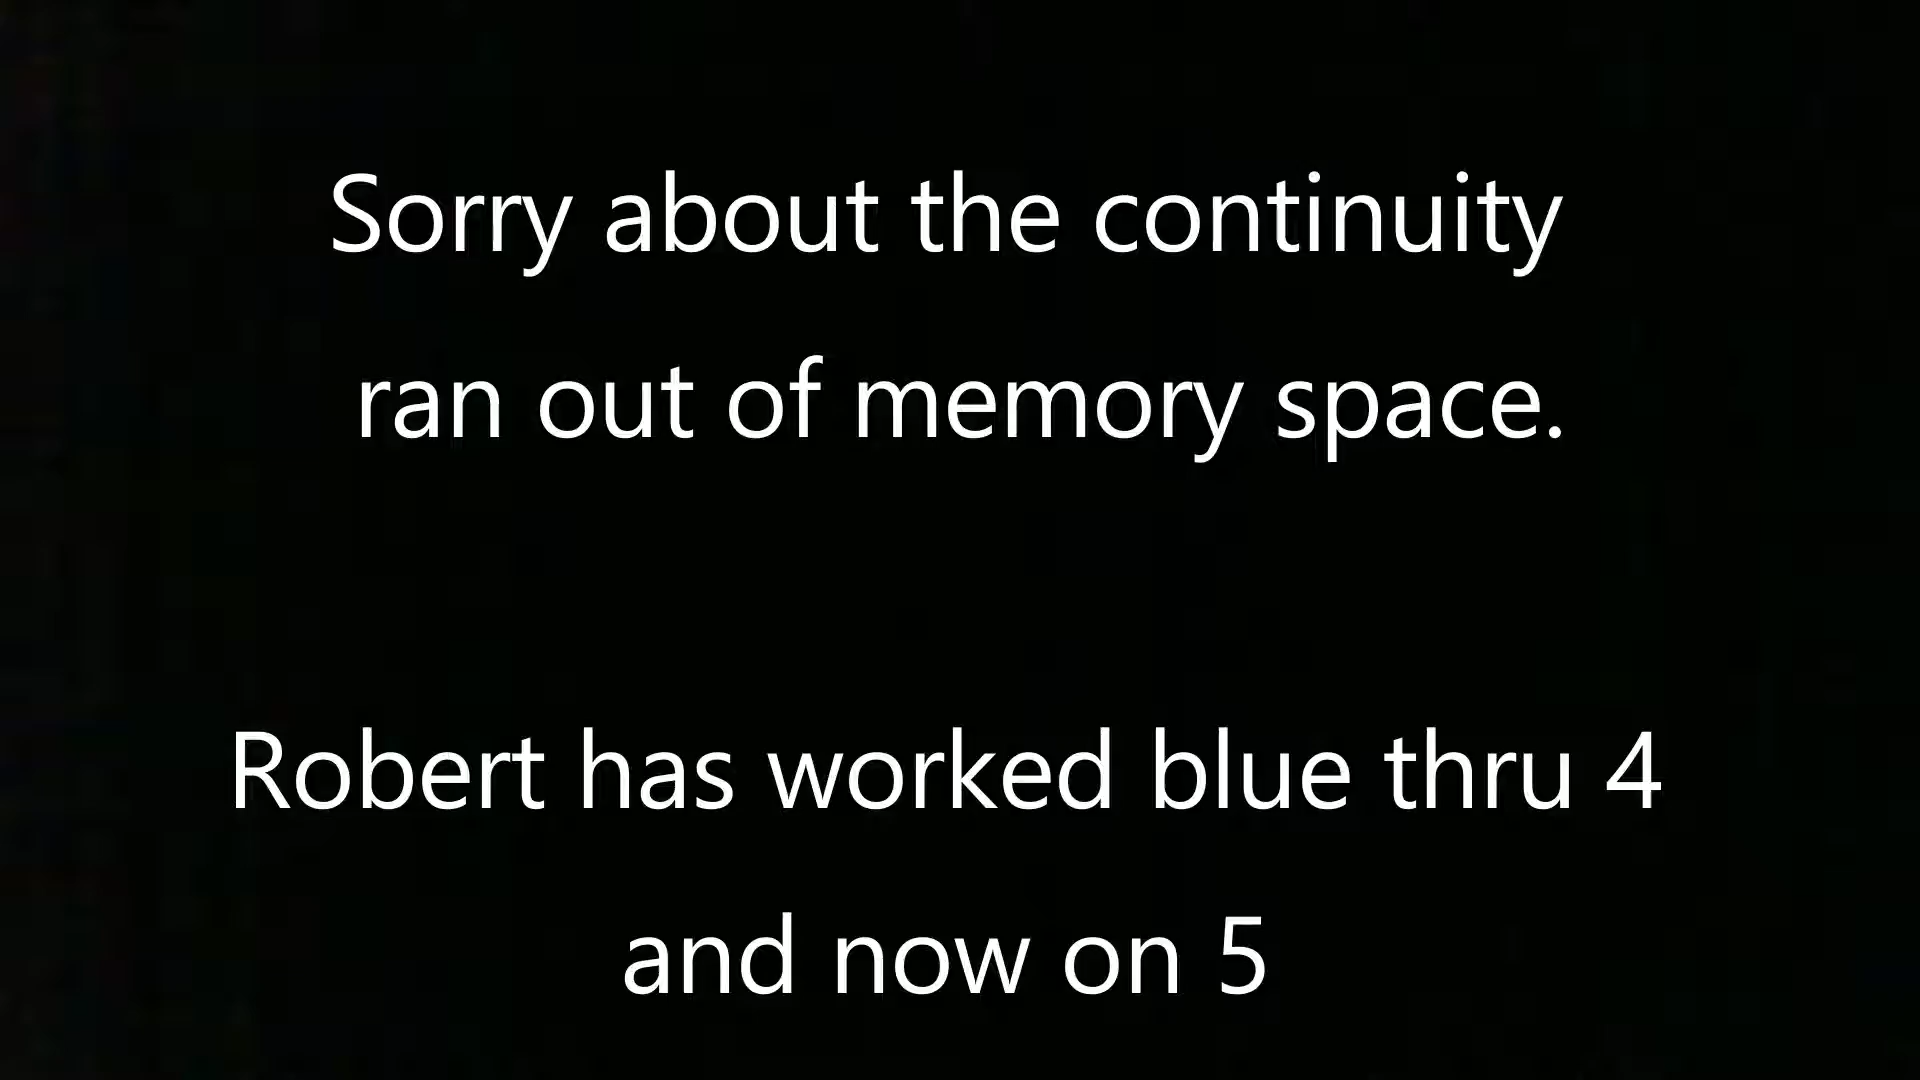 Sorry about the continuity
ran out of memory space.
Robert has worked blue thru 4
and now on 5